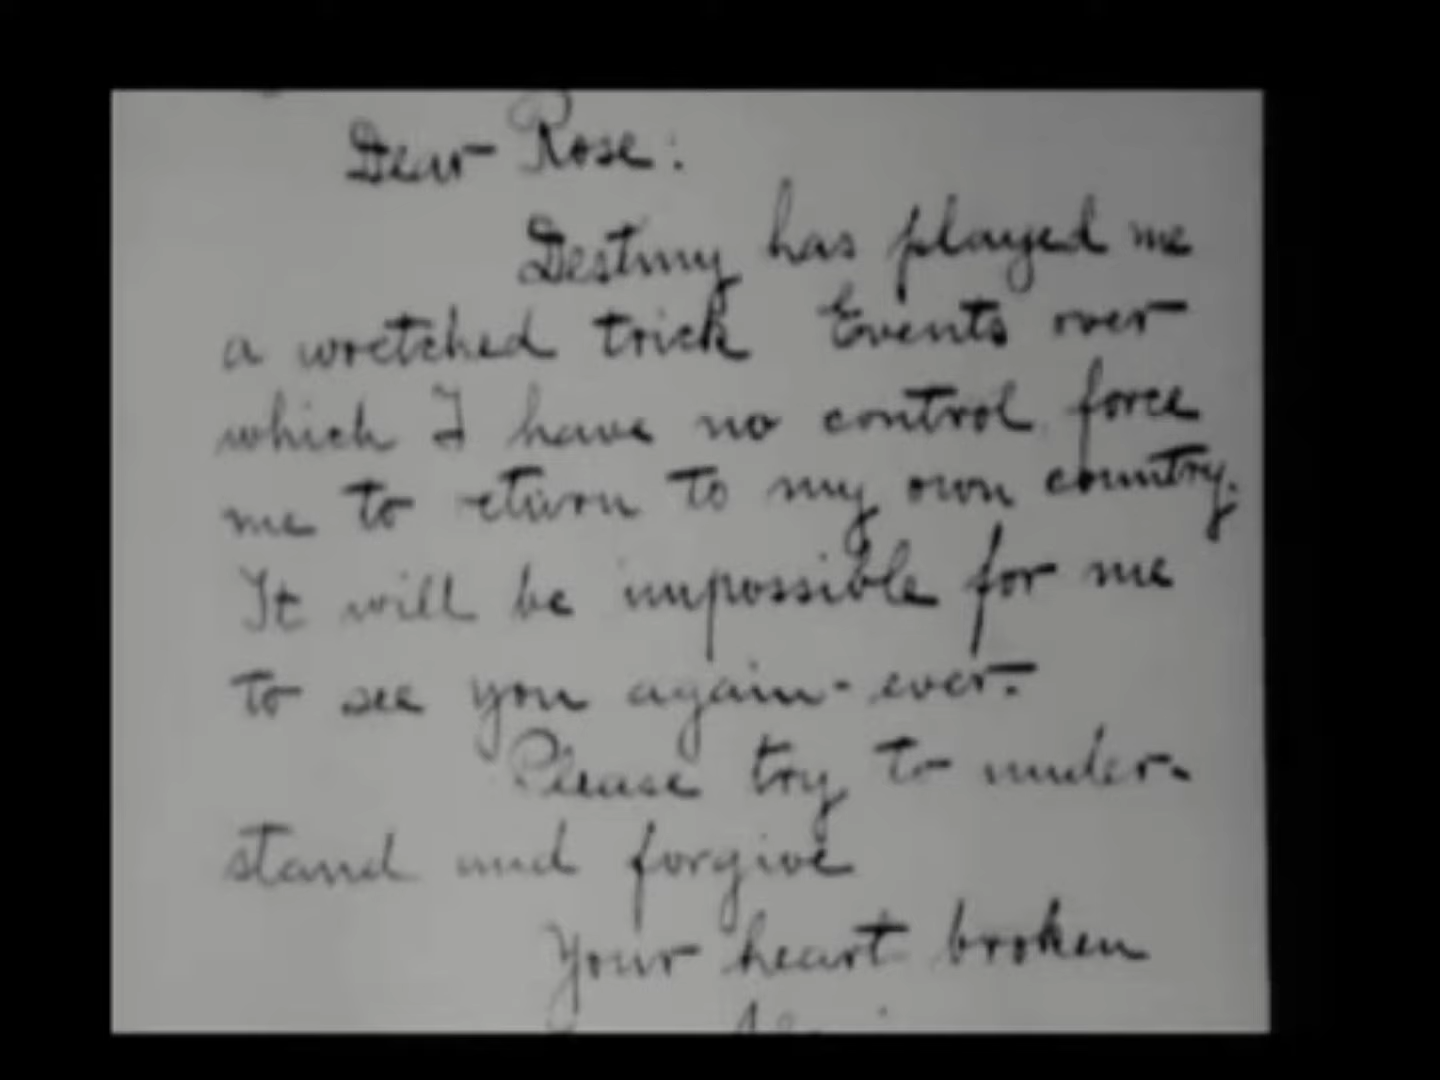 Dear Rose:
Destiny has played me
a wretched trick Events over
which I have no control force
me to return to my own country.
It will be impossible for me
to see you again - ever.
Please try to under-
stand and forgive
Your heart broken